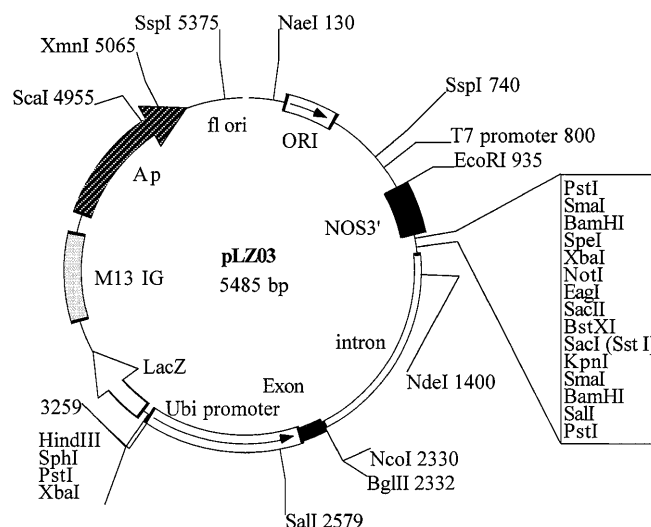 SspI 5375
NaeI 130
XmnI 5065
ScaI 4955
fl ori
ORI
SspI 740
T7 promoter 800
EcoRI 935
Ap
NOS3'
pLZ03
5485 bp
M13 IG
PstI
SmaI
BamHI
SpeI
XbaI
NotI
EagI
SacII
BstXI
SacI (Sst I)
KpnI
SmaI
BamHI
SalI
PstI
intron
NdeI 1400
LacZ
Exon
Ubi promoter
3259
HindIII
SphI
PstI
XbaI
NcoI 2330
BglII 2332
SalI 2579